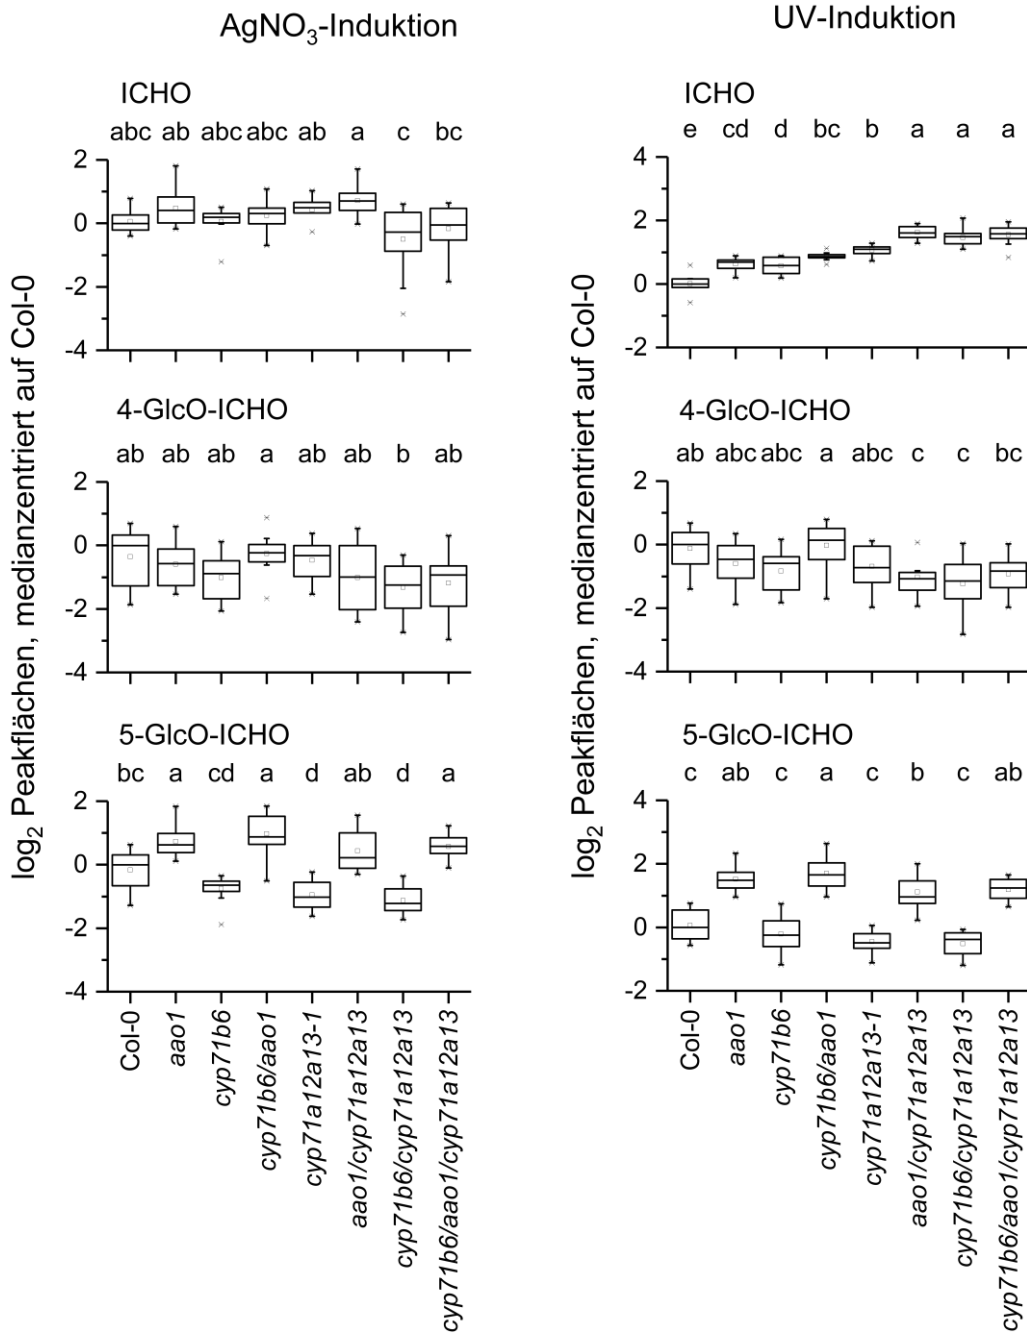 AgNO₃-Induktion
UV-Induktion
log₂ Peakflächen, medianzentriert auf Col-0
ICHO
abc ab abc abc ab a c bc
2
0
-2
-4
4-GlcO-ICHO
ab ab ab a ab ab b ab
2
0
-2
-4
5-GlcO-ICHO
bc a cd a d ab d a
2
0
-2
-4
Col-0
aao1
cyp71b6
cyp71b6/aao1
cyp71a12a13-1
aao1/cyp71a12a13
cyp71b6/cyp71a12a13
cyp71b6/aao1/cyp71a12a13
log₂ Peakflächen, medianzentriert auf Col-0
ICHO
e cd d bc b a a a
4
2
0
-2
4-GlcO-ICHO
ab abc abc a abc c c bc
2
0
-2
-4
5-GlcO-ICHO
c ab c a c b c ab
4
2
0
-2
Col-0
aao1
cyp71b6
cyp71b6/aao1
cyp71a12a13-1
aao1/cyp71a12a13
cyp71b6/cyp71a12a13
cyp71b6/aao1/cyp71a12a13